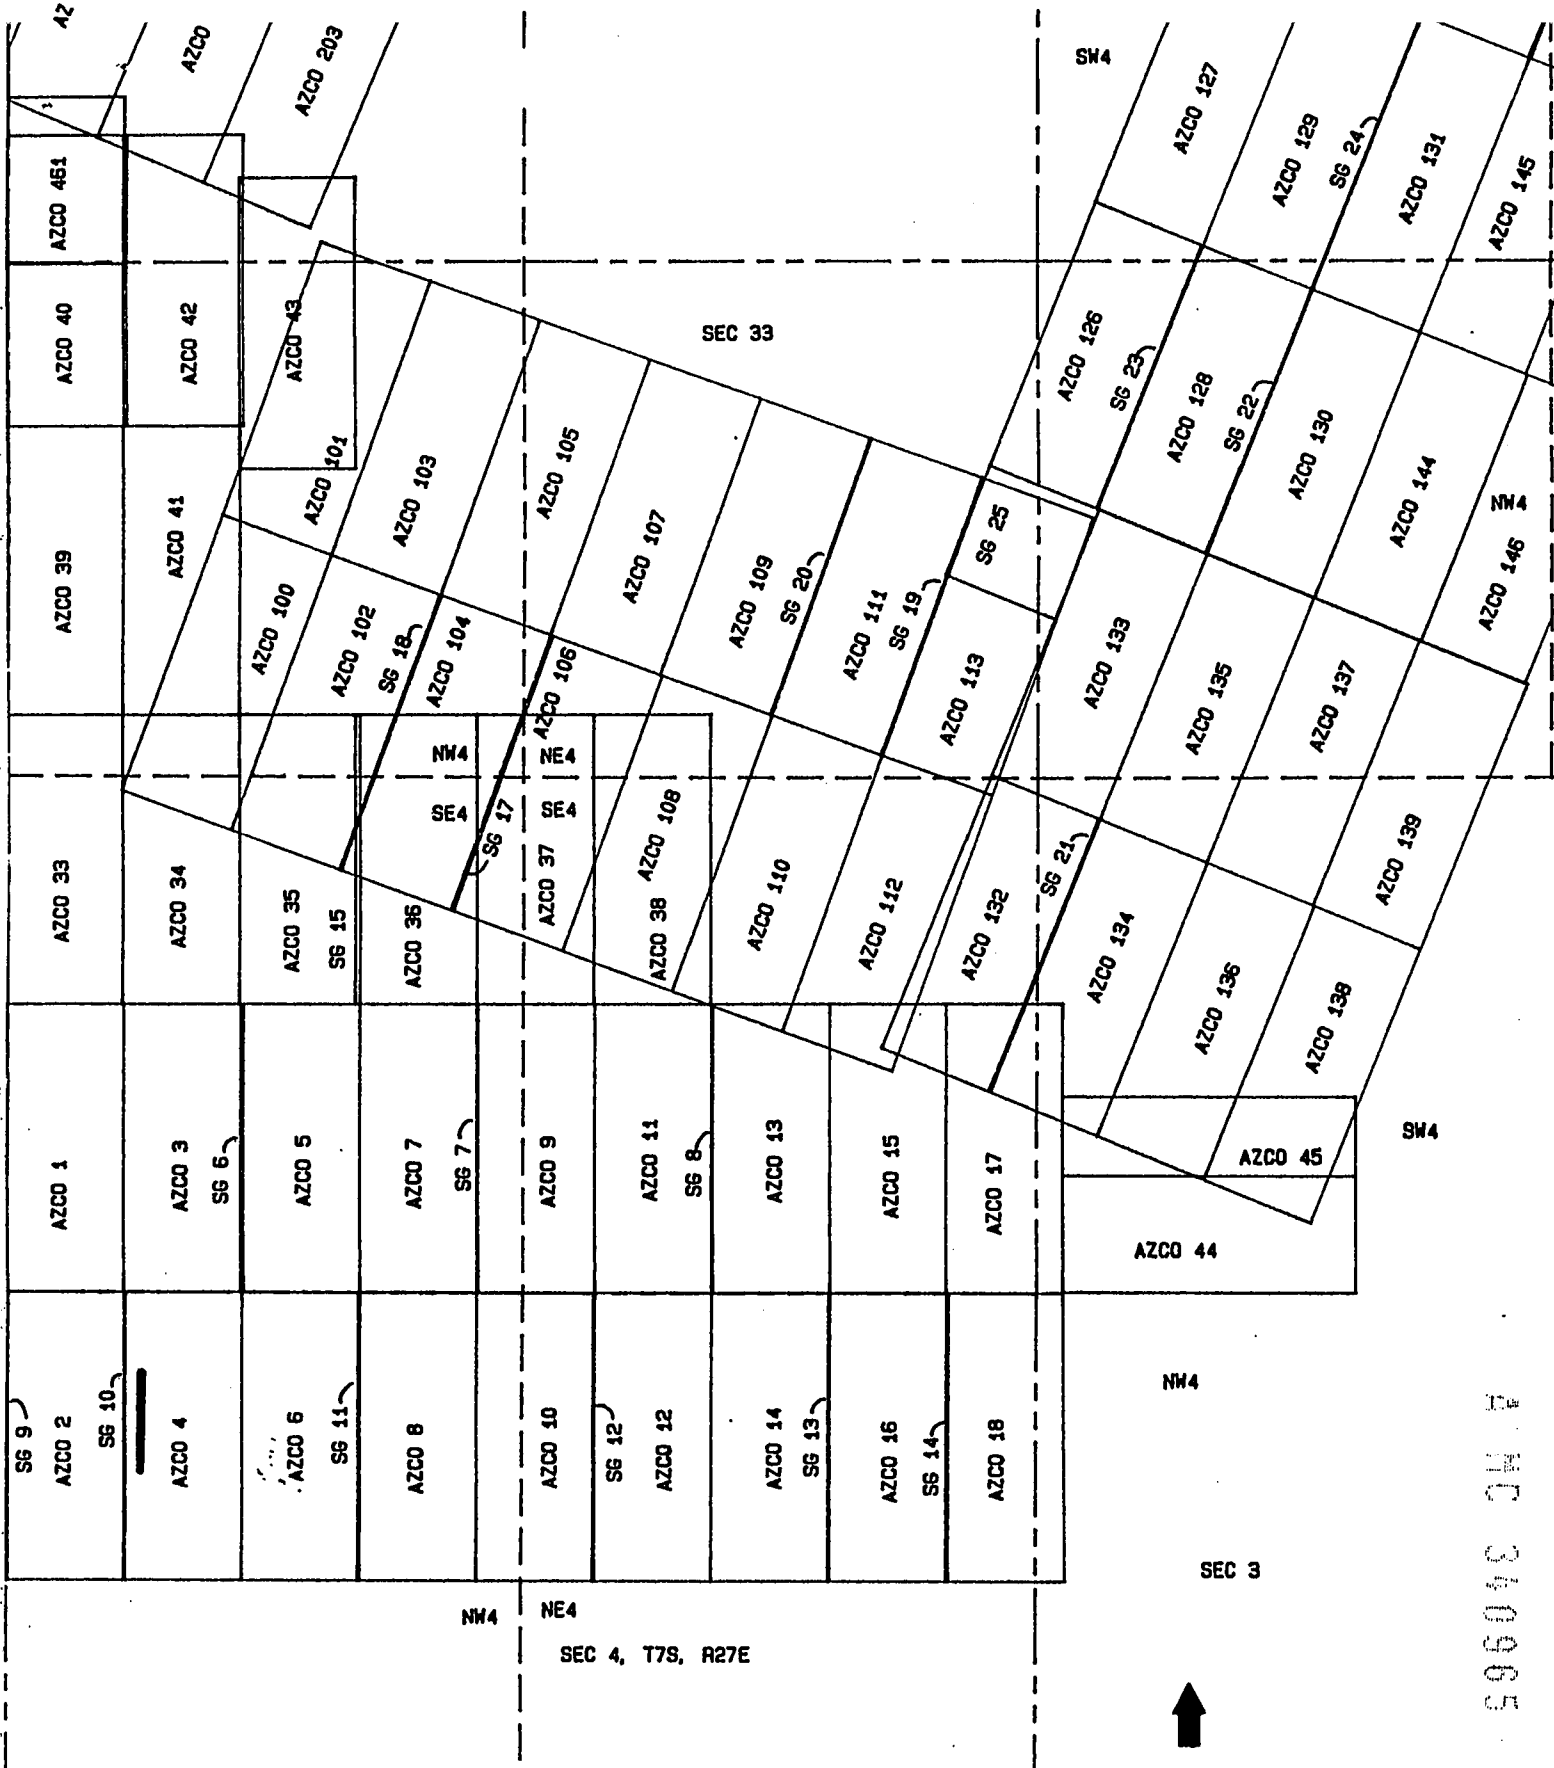 AZ
AZCO
AZCO 203
SW4
AZCO 127
AZCO 129
SG 24
AZCO 131
AZCO 145
AZCO 461
AZCO 40
AZCO 42
AZCO 43
SEC 33
AZCO 126
SG 23
AZCO 128
SG 22
AZCO 130
AZCO 144
NW4
AZCO 146
AZCO 39
AZCO 41
AZCO 101
AZCO 103
AZCO 105
AZCO 107
AZCO 109
SG 20
AZCO 111
SG 19
SG 25
AZCO 113
AZCO 100
AZCO 102
SG 18
AZCO 104
AZCO 106
AZCO 133
AZCO 135
AZCO 137
NW4
NE4
SE4
SE4
SG 17
AZCO 33
AZCO 34
AZCO 35
SG 15
AZCO 36
AZCO 37
AZCO 38
AZCO 108
AZCO 110
AZCO 112
AZCO 132
SG 21
AZCO 134
AZCO 136
AZCO 138
AZCO 139
AZCO 1
AZCO 3
SG 6
AZCO 5
AZCO 7
SG 7
AZCO 9
AZCO 11
SG 8
AZCO 13
AZCO 15
AZCO 17
AZCO 45
SW4
AZCO 44
SG 9
AZCO 2
SG 10
AZCO 4
AZCO 6
SG 11
AZCO 8
AZCO 10
SG 12
AZCO 12
AZCO 14
SG 13
AZCO 16
SG 14
AZCO 18
NW4
SEC 3
NW4
NE4
SEC 4, T7S, R27E
A MC 340965